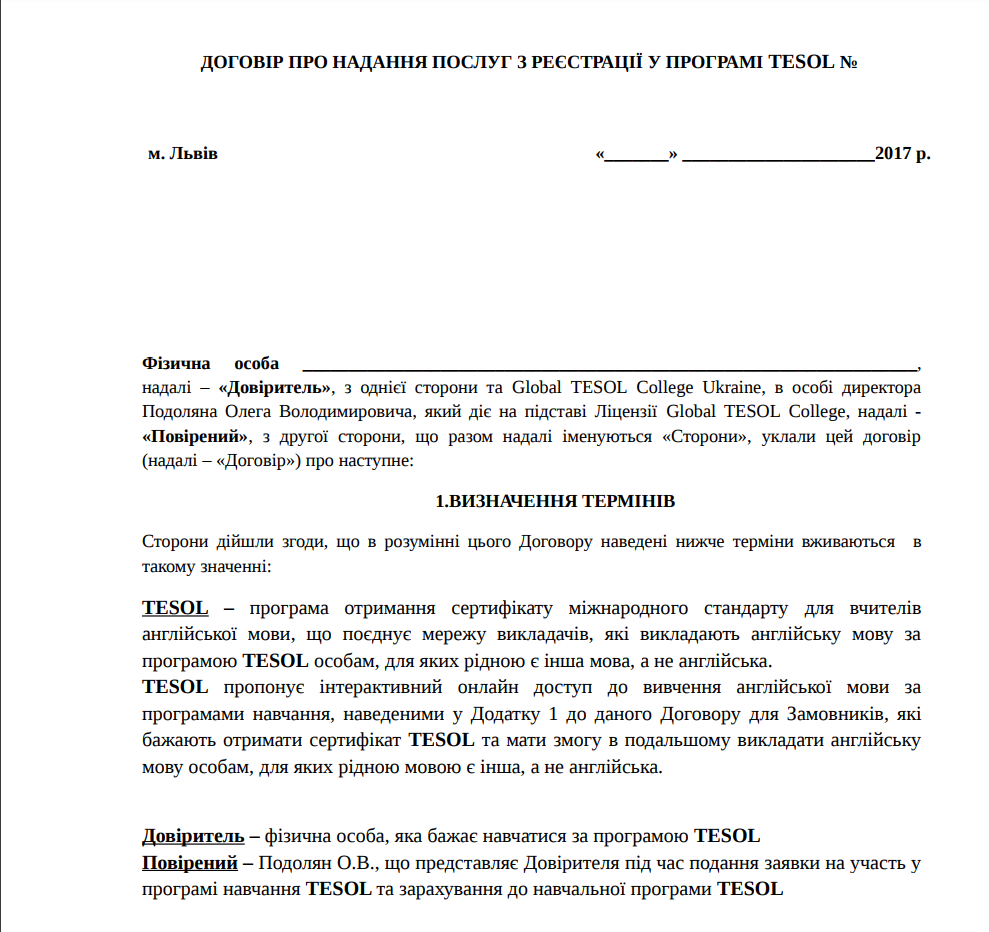 ДОГОВІР ПРО НАДАННЯ ПОСЛУГ З РЕЄСТРАЦІЇ У ПРОГРАМІ TESOL №
м. Львів «_______» _____________________2017 р.
Фізична особа ___________________________________________________________________,
надалі – «Довіритель», з однієї сторони та Global TESOL College Ukraine, в особі директора
Подоляна Олега Володимировича, який діє на підставі Ліцензії Global TESOL College, надалі -
«Повірений», з другої сторони, що разом надалі іменуються «Сторони», уклали цей договір
(надалі – «Договір») про наступне:
1.ВИЗНАЧЕННЯ ТЕРМІНІВ
Сторони дійшли згоди, що в розумінні цього Договору наведені нижче терміни вживаються в
такому значенні:
TESOL – програма отримання сертифікату міжнародного стандарту для вчителів
англійської мови, що поєднує мережу викладачів, які викладають англійську мову за
програмою TESOL особам, для яких рідною є інша мова, а не англійська.
TESOL пропонує інтерактивний онлайн доступ до вивчення англійської мови за
програмами навчання, наведеними у Додатку 1 до даного Договору для Замовників, які
бажають отримати сертифікат TESOL та мати змогу в подальшому викладати англійську
мову особам, для яких рідною мовою є інша, а не англійська.
Довіритель – фізична особа, яка бажає навчатися за програмою TESOL
Повірений – Подолян О.В., що представляє Довірителя під час подання заявки на участь у
програмі навчання TESOL та зарахування до навчальної програми TESOL